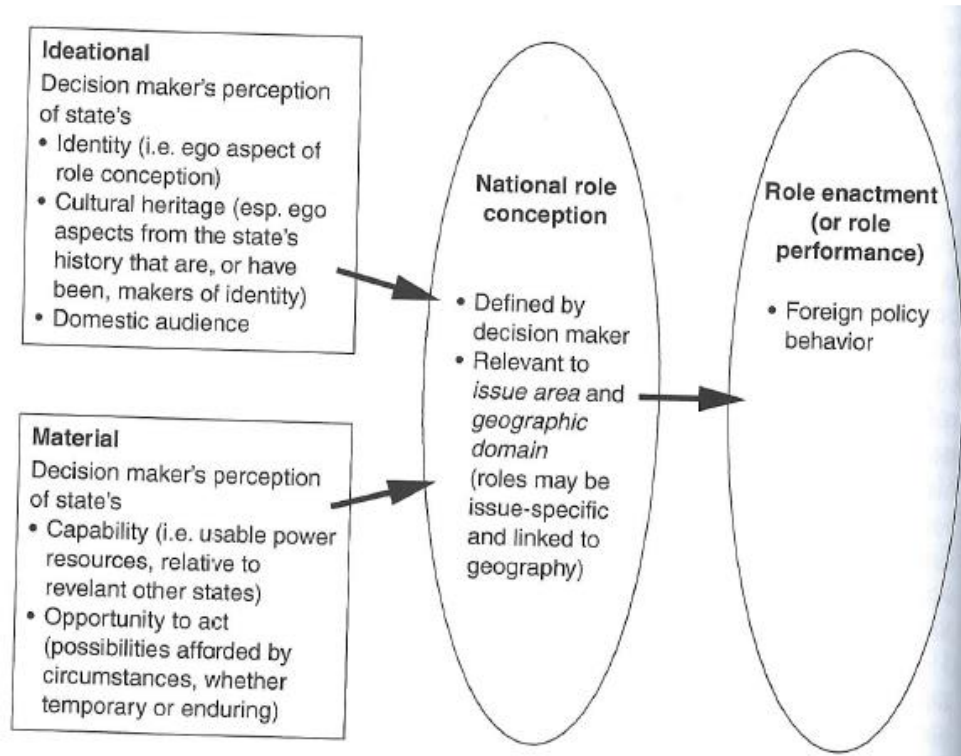 Ideational
Decision maker's perception
of state's
• Identity (i.e. ego aspect of
role conception)
• Cultural heritage (esp. ego
aspects from the state's
history that are, or have
been, makers of identity)
• Domestic audience
Material
Decision maker's perception
of state's
• Capability (i.e. usable power
resources, relative to
revelant other states)
• Opportunity to act
(possibilities afforded by
circumstances, whether
temporary or enduring)
National role
conception
• Defined by
decision maker
• Relevant to
issue area and
geographic
domain
(roles may be
issue-specific
and linked to
geography)
Role enactment
(or role
performance)
• Foreign policy
behavior